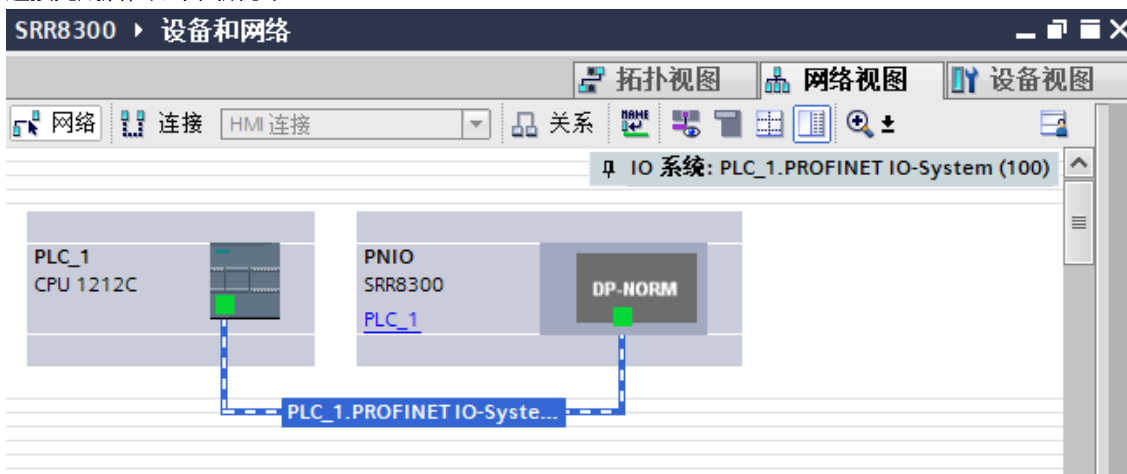 SRR8300 ▸ 设备和网络
拓扑视图 网络视图 设备视图
网络 连接 HMI 连接 关系 NAME
IO 系统: PLC_1.PROFINET IO-System (100)
PLC_1
CPU 1212C
PNIO
SRR8300
PLC_1
DP-NORM
PLC_1.PROFINET IO-Syste...